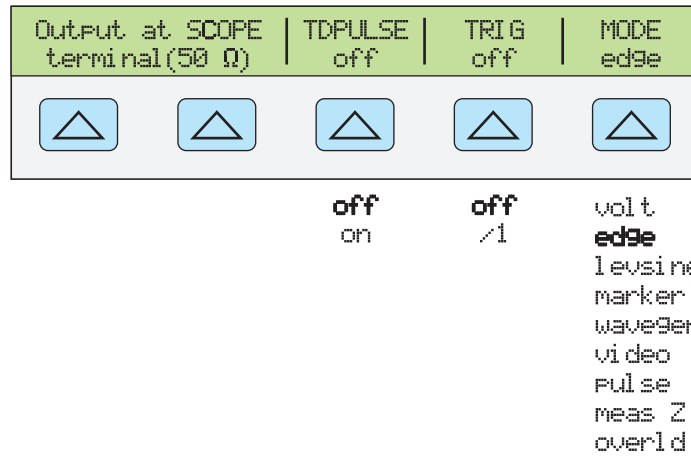 Output at SCOPE terminal(50 Ω)
TDPULSE off
TRIG off
MODE edge
off
on
off
/1
volt
edge
levsine
marker
video
pulse
meas Z
overld